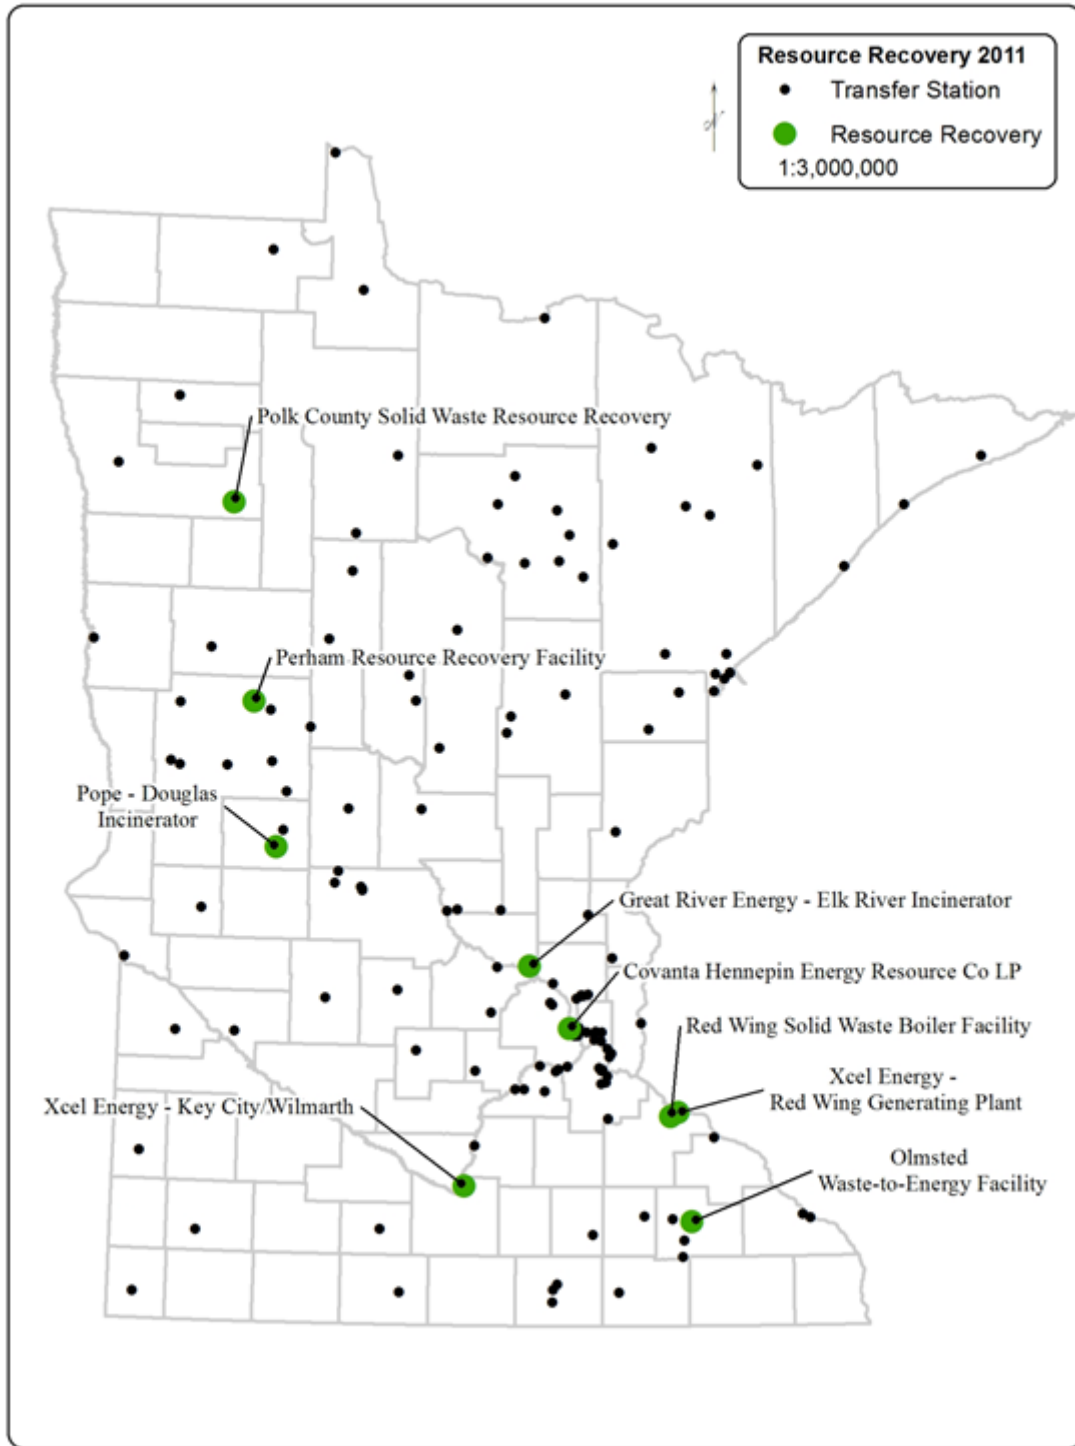 Resource Recovery 2011
Transfer Station
Resource Recovery
1:3,000,000
Polk County Solid Waste Resource Recovery
Perham Resource Recovery Facility
Pope - Douglas
Incinerator
Great River Energy - Elk River Incinerator
Covanta Hennepin Energy Resource Co LP
Red Wing Solid Waste Boiler Facility
Xcel Energy -
Red Wing Generating Plant
Xcel Energy - Key City/Wilmarth
Olmsted
Waste-to-Energy Facility